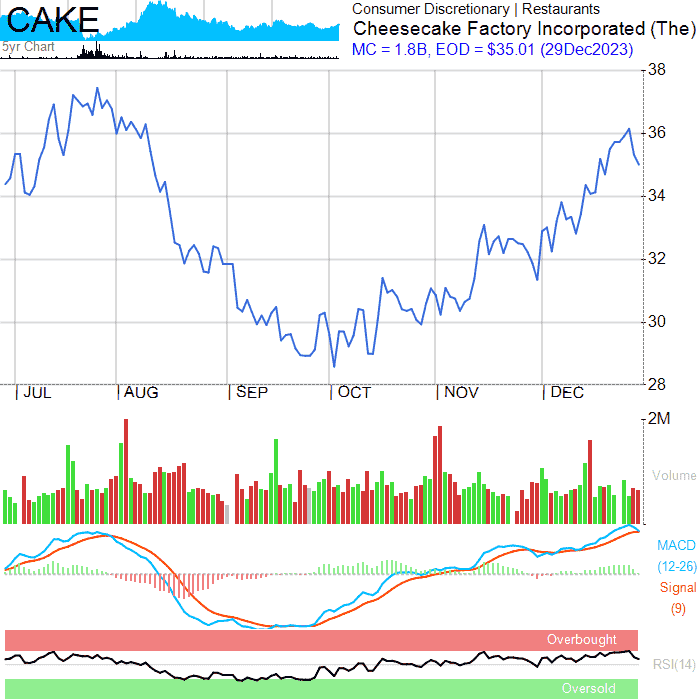 CAKE
5yr Chart
Consumer Discretionary | Restaurants
Cheesecake Factory Incorporated (The)
MC = 1.8B, EOD = $35.01 (29Dec2023)
38
36
34
32
30
28
JUL AUG SEP OCT NOV DEC
2M
Volume
MACD
(12-26)
Signal
(9)
Overbought
RSI(14)
Oversold